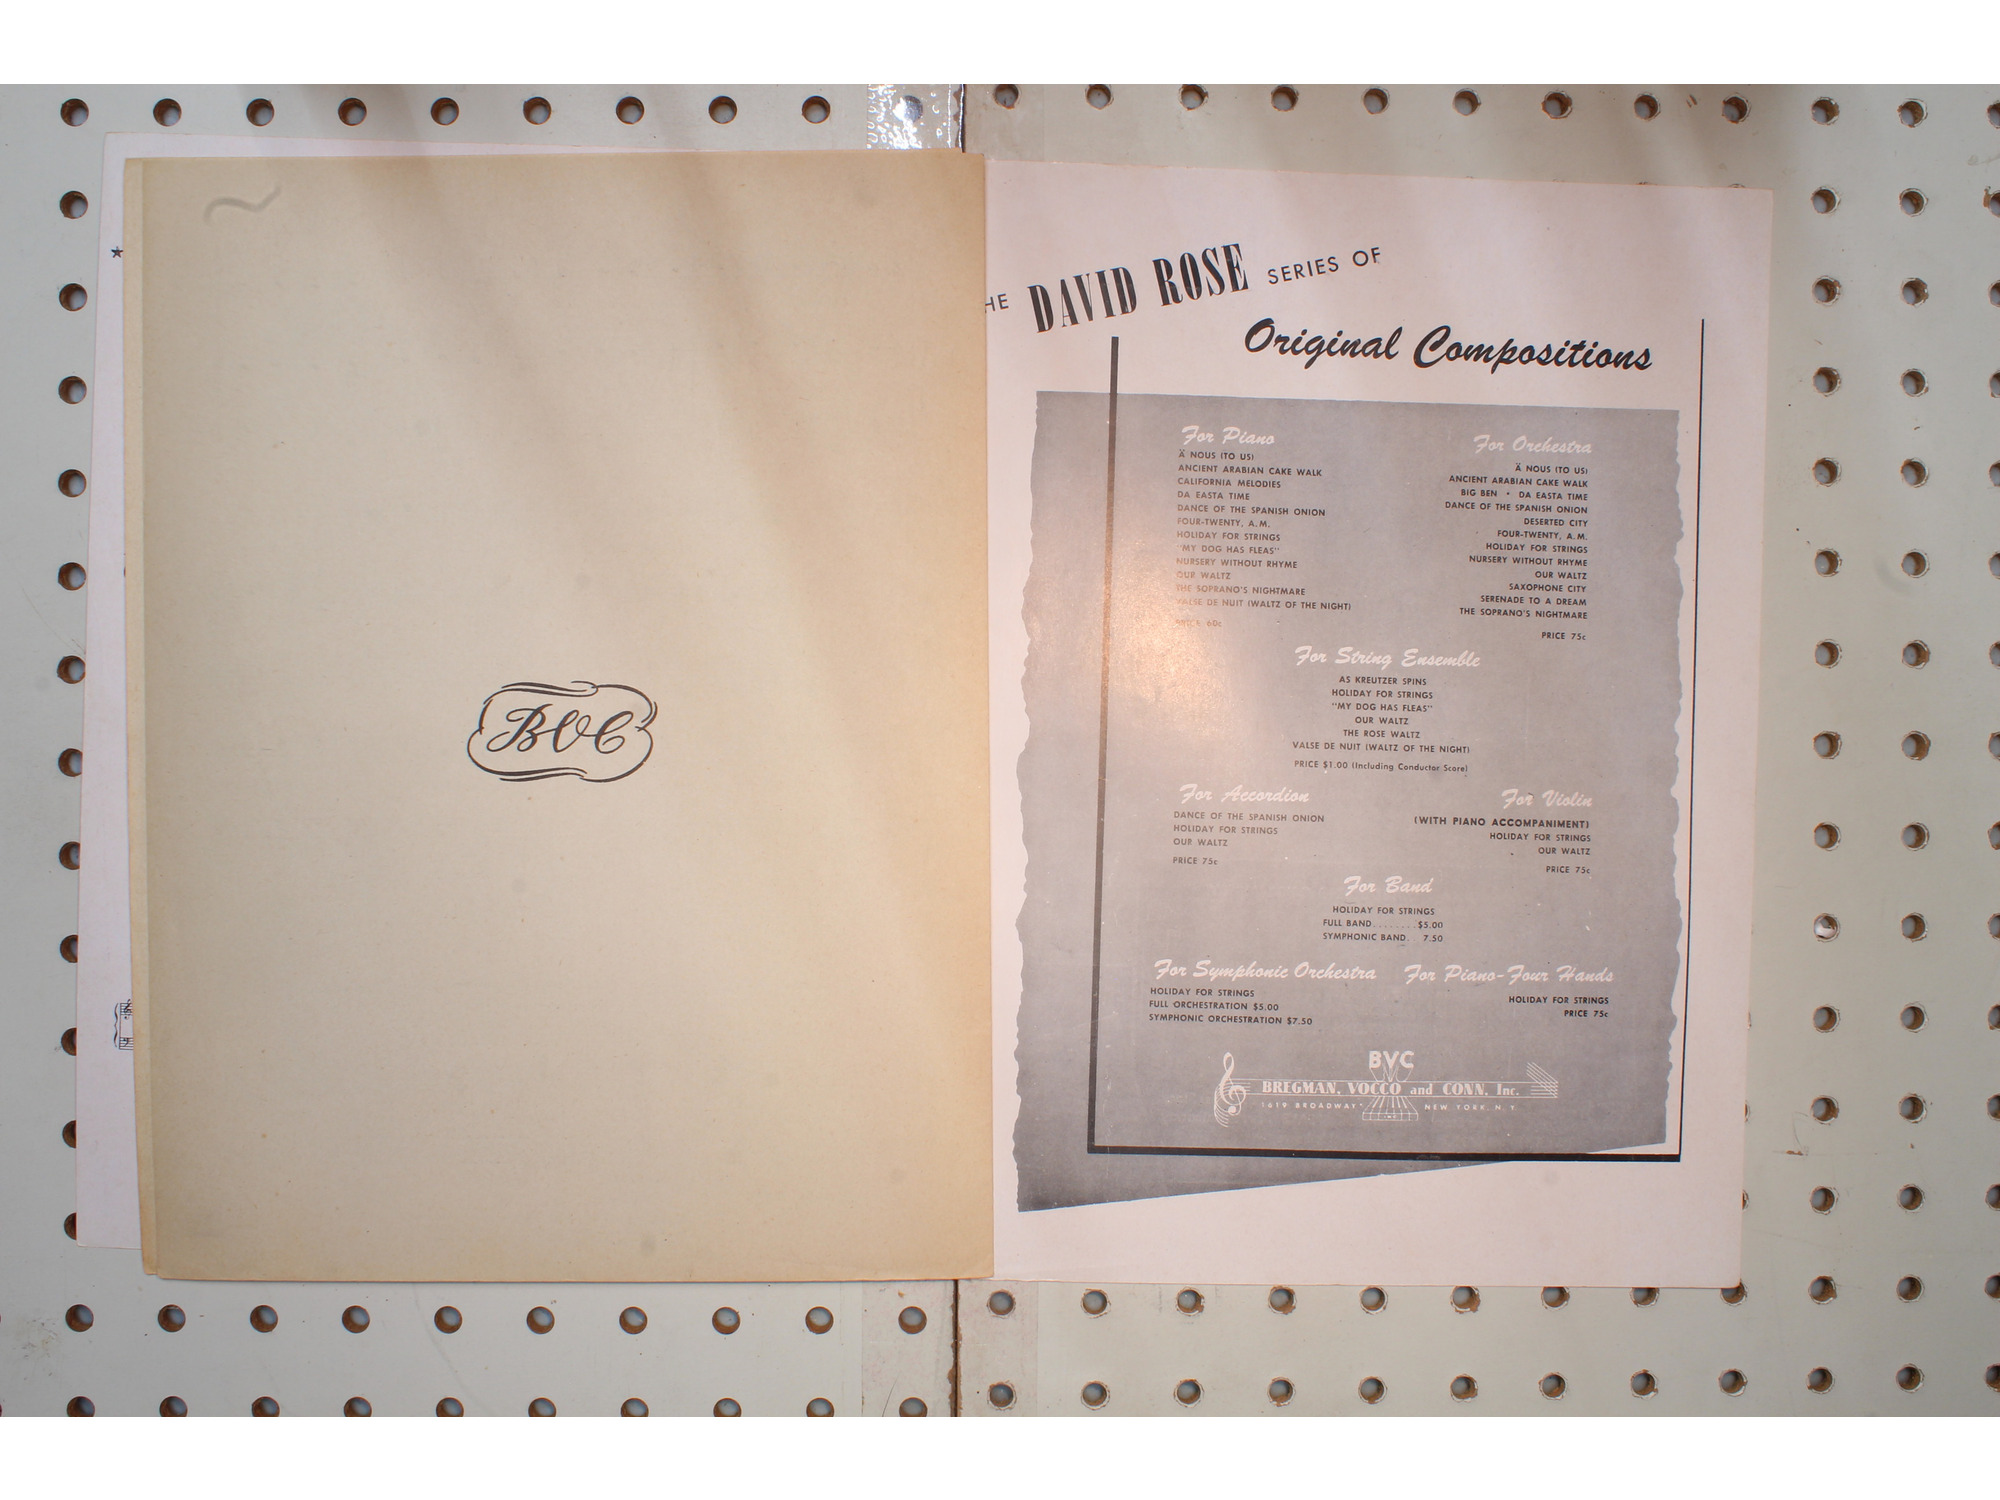 BVC
HE DAVID ROSE SERIES OF
Original Compositions
For Piano
Ä NOUS (TO US)
ANCIENT ARABIAN CAKE WALK
CALIFORNIA MELODIES
DA EASTA TIME
DANCE OF THE SPANISH ONION
FOUR-TWENTY, A.M.
HOLIDAY FOR STRINGS
"MY DOG HAS FLEAS"
NURSERY WITHOUT RHYME
OUR WALTZ
THE SOPRANO'S NIGHTMARE
VALSE DE NUIT (WALTZ OF THE NIGHT)
PRICE 60c
For Orchestra
Ä NOUS (TO US)
ANCIENT ARABIAN CAKE WALK
BIG BEN • DA EASTA TIME
DANCE OF THE SPANISH ONION
DESERTED CITY
FOUR-TWENTY, A.M.
HOLIDAY FOR STRINGS
NURSERY WITHOUT RHYME
OUR WALTZ
SAXOPHONE CITY
SERENADE TO A DREAM
THE SOPRANO'S NIGHTMARE
PRICE 75c
For String Ensemble
AS KREUTZER SPINS
HOLIDAY FOR STRINGS
"MY DOG HAS FLEAS"
OUR WALTZ
THE ROSE WALTZ
VALSE DE NUIT (WALTZ OF THE NIGHT)
PRICE $1.00 (Including Conductor Score)
For Accordion
DANCE OF THE SPANISH ONION
HOLIDAY FOR STRINGS
OUR WALTZ
PRICE 75c
For Violin
(WITH PIANO ACCOMPANIMENT)
HOLIDAY FOR STRINGS
OUR WALTZ
PRICE 75c
For Band
HOLIDAY FOR STRINGS
FULL BAND........$5.00
SYMPHONIC BAND.. 7.50
For Symphonic Orchestra
HOLIDAY FOR STRINGS
FULL ORCHESTRATION $5.00
SYMPHONIC ORCHESTRATION $7.50
For Piano-Four Hands
HOLIDAY FOR STRINGS
PRICE 75c
BVC
BREGMAN, VOCCO and CONN, Inc.
1619 BROADWAY NEW YORK, N.Y.